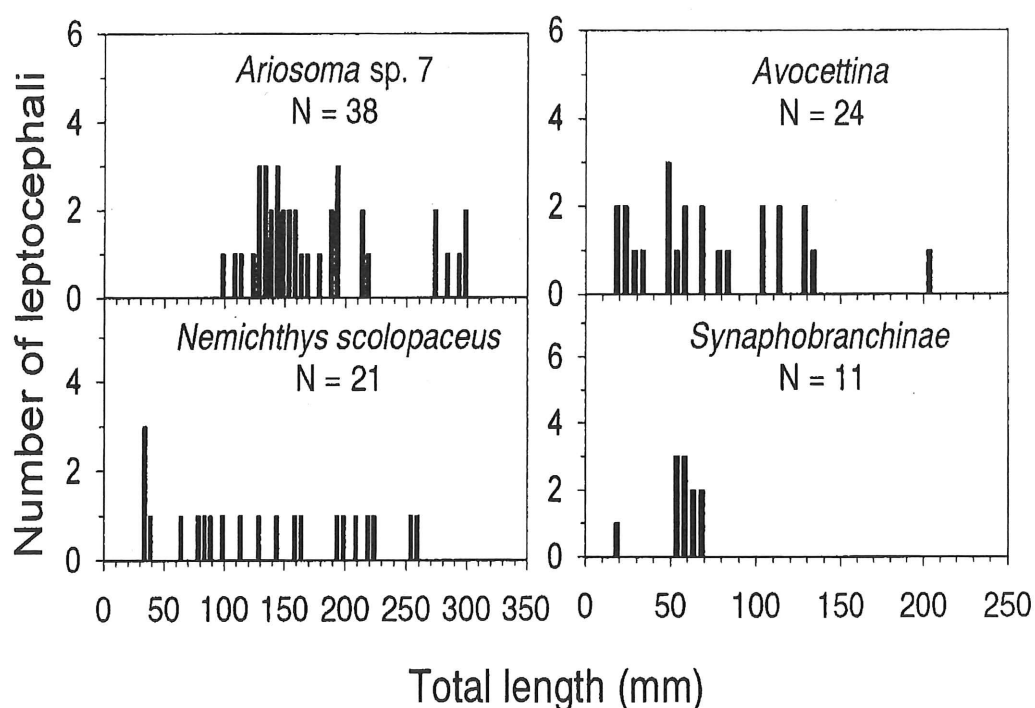 Number of leptocephali
6
4
2
0
Ariosoma sp. 7
N = 38
6
4
2
0
Avocettina
N = 24
4
2
0
Nemichthys scolopaceus
N = 21
0 50 100 150 200 250 300 350
6
4
2
0
Synaphobranchinae
N = 11
0 50 100 150 200 250
Total length (mm)